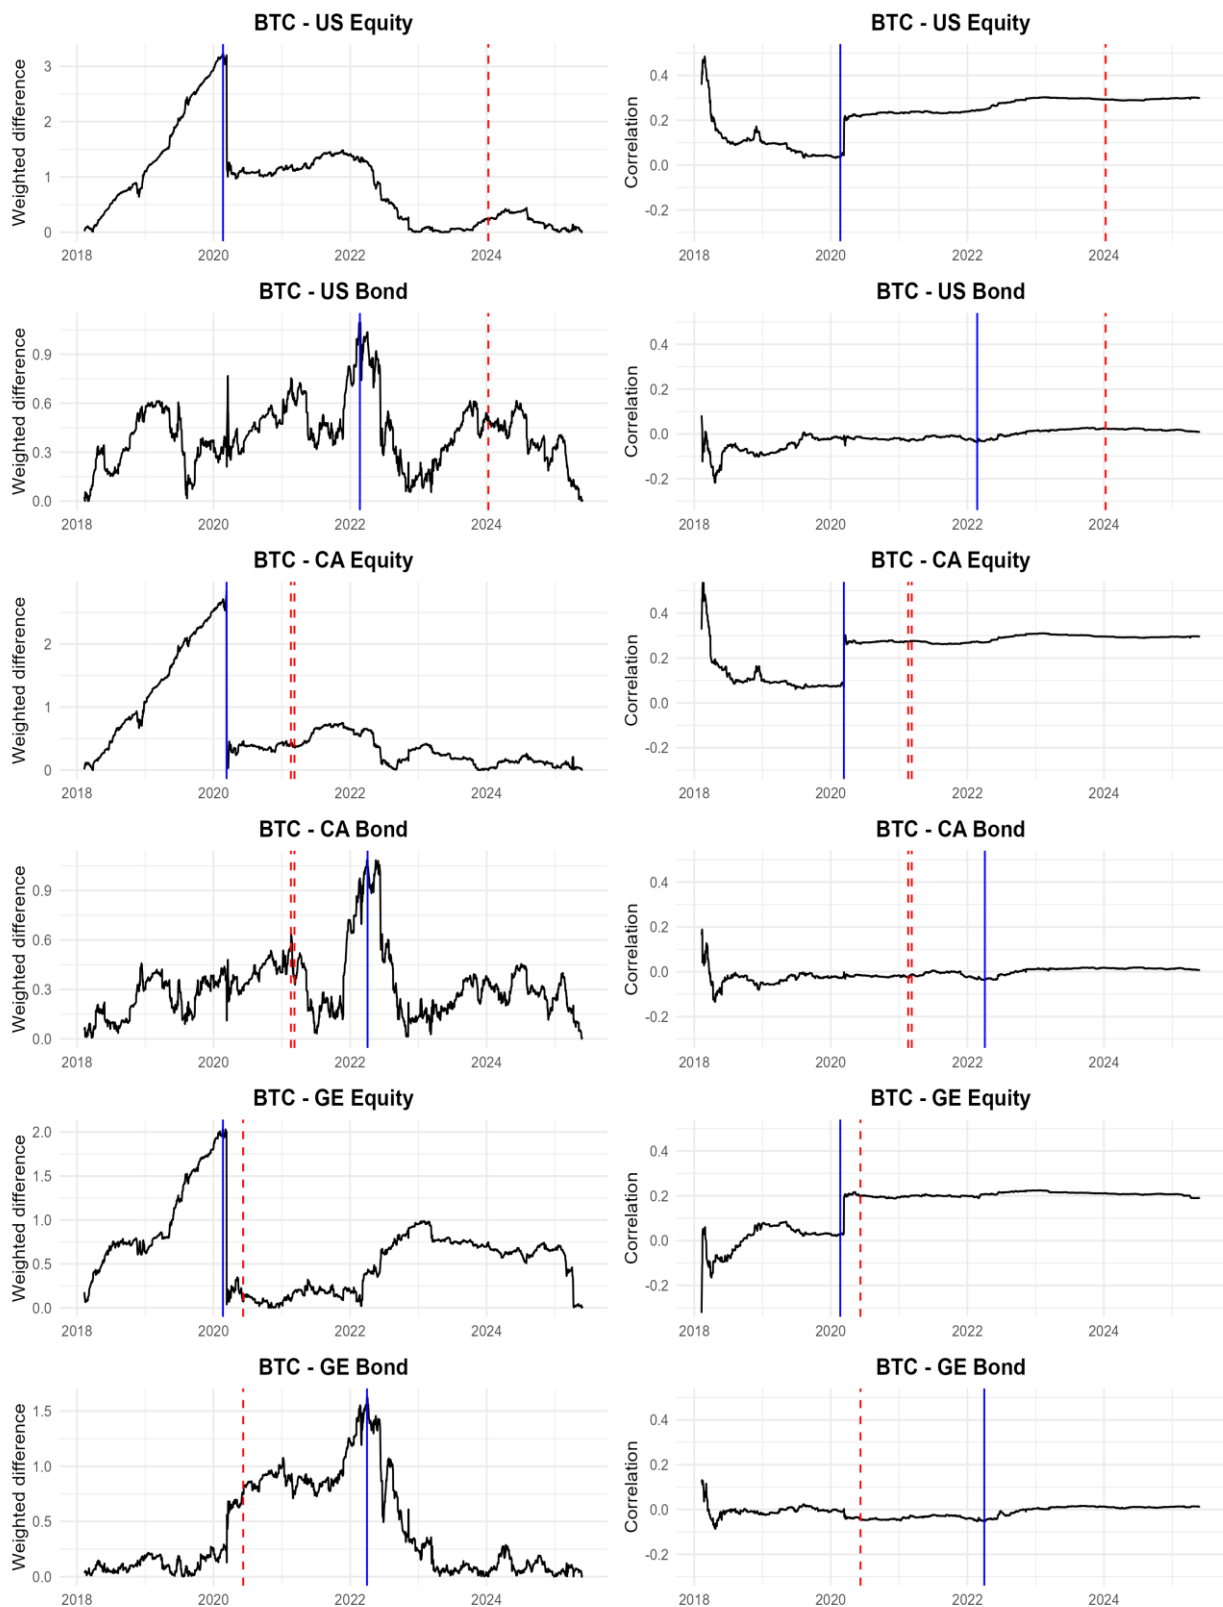 BTC - US Equity
Weighted difference
3
2
1
0
2018 2020 2022 2024
BTC - US Equity
Correlation
0.4
0.2
0.0
-0.2
2018 2020 2022 2024
BTC - US Bond
Weighted difference
0.9
0.6
0.3
0.0
2018 2020 2022 2024
BTC - US Bond
Correlation
0.4
0.2
0.0
-0.2
2018 2020 2022 2024
BTC - CA Equity
Weighted difference
2
1
0
2018 2020 2022 2024
BTC - CA Equity
Correlation
0.4
0.2
0.0
-0.2
2018 2020 2022 2024
BTC - CA Bond
Weighted difference
0.9
0.6
0.3
0.0
2018 2020 2022 2024
BTC - CA Bond
Correlation
0.4
0.2
0.0
-0.2
2018 2020 2022 2024
BTC - GE Equity
Weighted difference
2.0
1.5
1.0
0.5
0.0
2018 2020 2022 2024
BTC - GE Equity
Correlation
0.4
0.2
0.0
-0.2
2018 2020 2022 2024
BTC - GE Bond
Weighted difference
1.5
1.0
0.5
0.0
2018 2020 2022 2024
BTC - GE Bond
Correlation
0.4
0.2
0.0
-0.2
2018 2020 2022 2024